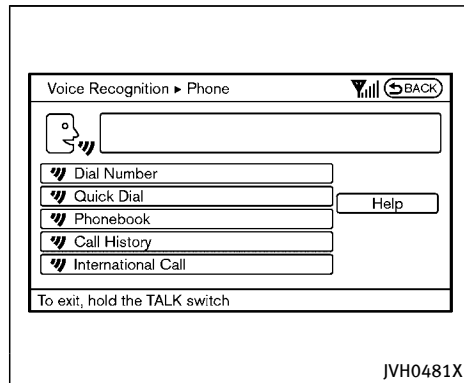 Voice Recognition ▸ Phone BACK
Dial Number
Quick Dial
Help
Phonebook
Call History
International Call
To exit, hold the TALK switch
JVH0481X